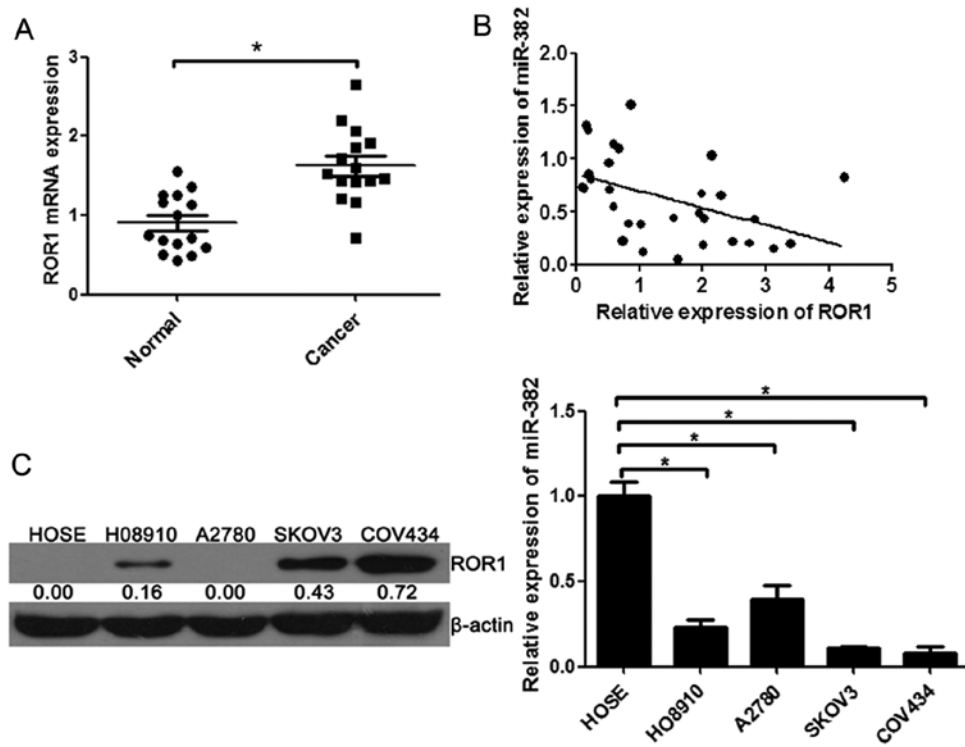 A
ROR1 mRNA expression
3
2
1
0
*
Normal
Cancer
B
Relative expression of miR-382
2.0
1.5
1.0
0.5
0.0
0 1 2 3 4 5
Relative expression of ROR1
C
HOSE H08910 A2780 SKOV3 COV434
ROR1
0.00 0.16 0.00 0.43 0.72
β-actin
Relative expression of miR-382
1.5
1.0
0.5
0.0
*
*
*
*
HOSE
HO8910
A2780
SKOV3
COV434